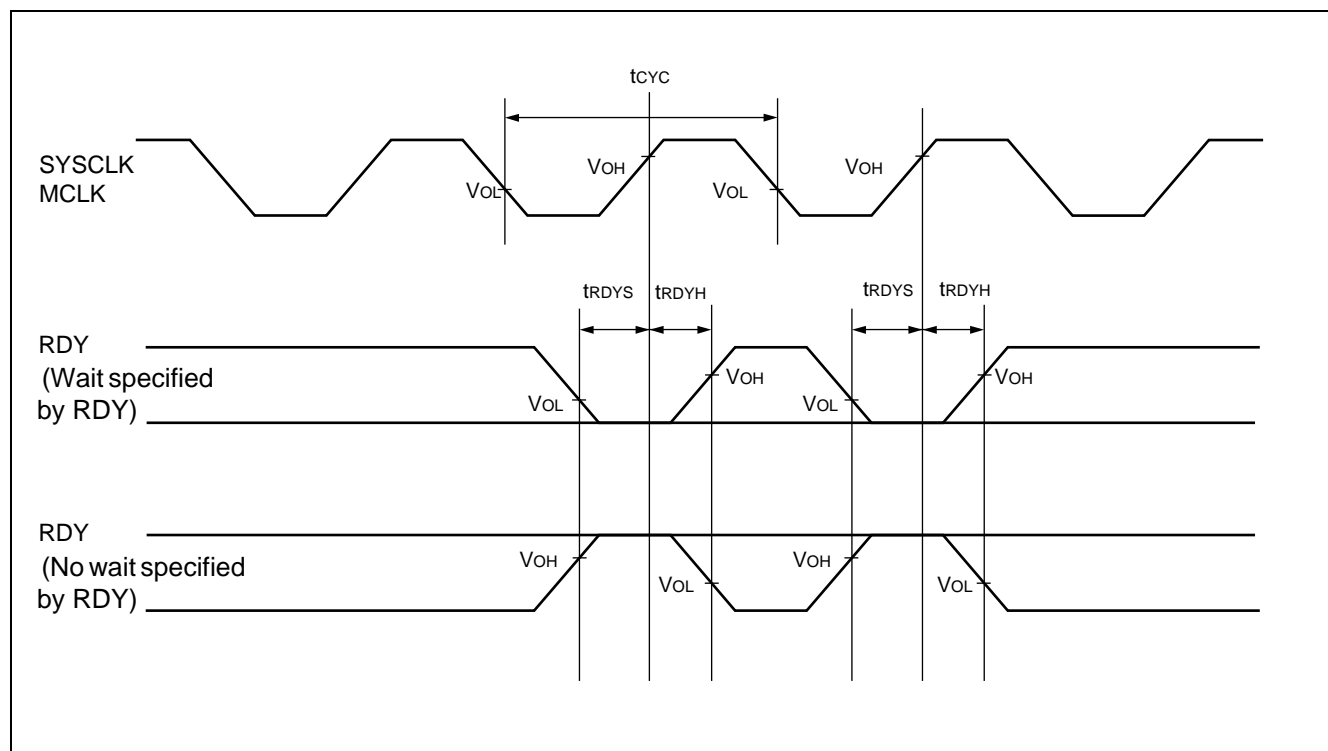 tCYC
SYSCLK
MCLK
VOL
VOH
VOL
VOH
tRDYS
tRDYH
tRDYS
tRDYH
RDY
(Wait specified
by RDY)
VOL
VOH
VOL
VOH
RDY
(No wait specified
by RDY)
VOH
VOL
VOH
VOL